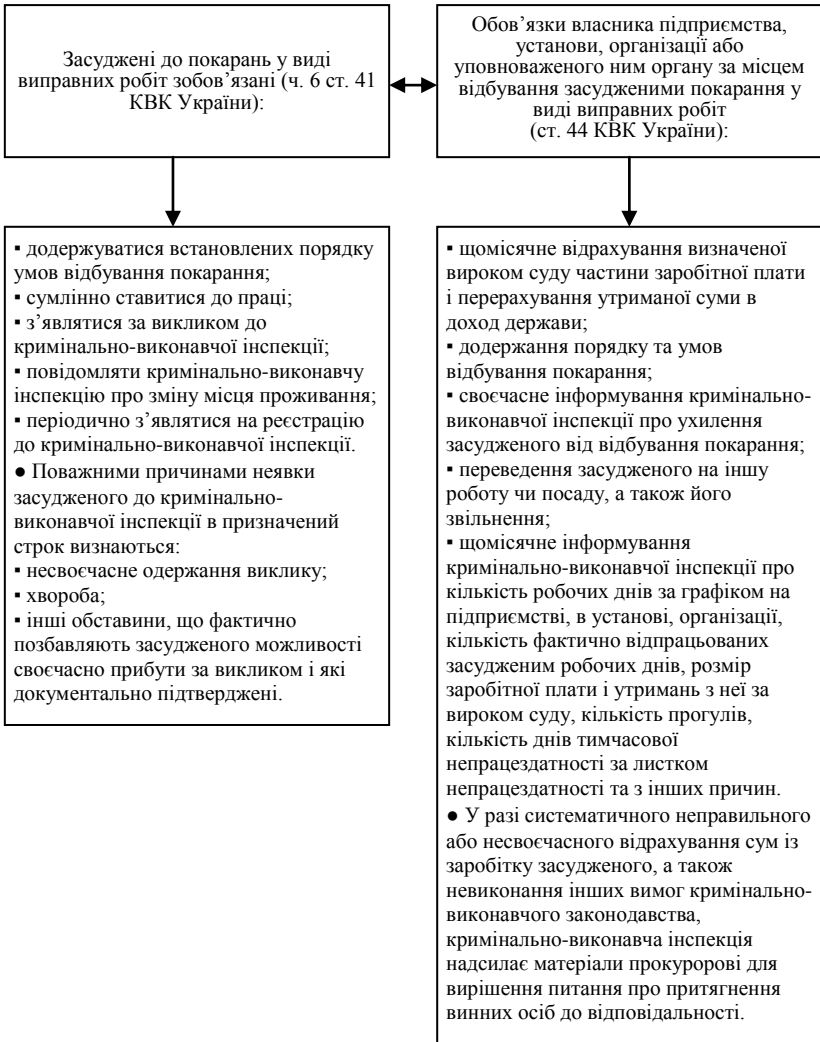 Засуджені до покарань у виді
виправних робіт зобов’язані (ч. 6 ст. 41
КВК України):
Обов’язки власника підприємства,
установи, організації або
уповноваженого ним органу за місцем
відбування засудженими покарання у
виді виправних робіт
(ст. 44 КВК України):
▪ додержуватися встановлених порядку
умов відбування покарання;
▪ сумлінно ставитися до праці;
▪ з’являтися за викликом до
кримінально-виконавчої інспекції;
▪ повідомляти кримінально-виконавчу
інспекцію про зміну місця проживання;
▪ періодично з’являтися на реєстрацію
до кримінально-виконавчої інспекції.
● Поважними причинами неявки
засудженого до кримінально-
виконавчої інспекції в призначений
строк визнаються:
▪ несвоєчасне одержання виклику;
▪ хвороба;
▪ інші обставини, що фактично
позбавляють засудженого можливості
своєчасно прибути за викликом і які
документально підтверджені.
▪ щомісячне відрахування визначеної
вироком суду частини заробітної плати
і перерахування утриманої суми в
доход держави;
▪ додержання порядку та умов
відбування покарання;
▪ своєчасне інформування кримінально-
виконавчої інспекції про ухилення
засудженого від відбування покарання;
▪ переведення засудженого на іншу
роботу чи посаду, а також його
звільнення;
▪ щомісячне інформування
кримінально-виконавчої інспекції про
кількість робочих днів за графіком на
підприємстві, в установі, організації,
кількість фактично відпрацьованих
засудженим робочих днів, розмір
заробітної плати і утримань з неї за
вироком суду, кількість прогулів,
кількість днів тимчасової
непрацездатності за листком
непрацездатності та з інших причин.
● У разі систематичного неправильного
або несвоєчасного відрахування сум із
заробітку засудженого, а також
невиконання інших вимог кримінально-
виконавчого законодавства,
кримінально-виконавча інспекція
надсилає матеріали прокуророві для
вирішення питання про притягнення
винних осіб до відповідальності.